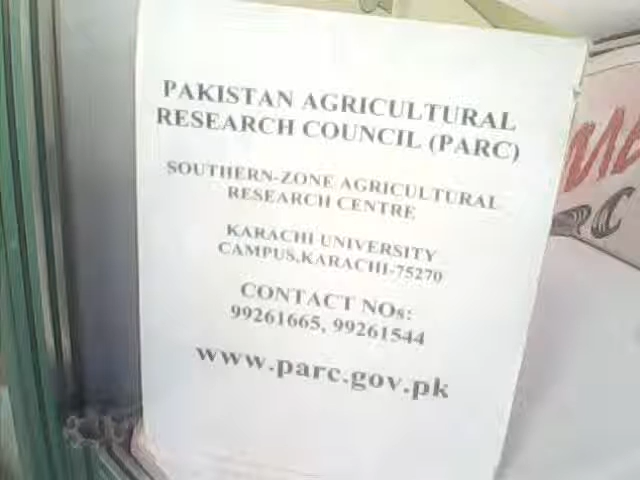 PAKISTAN AGRICULTURAL
RESEARCH COUNCIL (PARC)
SOUTHERN-ZONE AGRICULTURAL
RESEARCH CENTRE
KARACHI UNIVERSITY
CAMPUS,KARACHI-75270
CONTACT NOs:
99261665, 99261544
www.parc.gov.pk